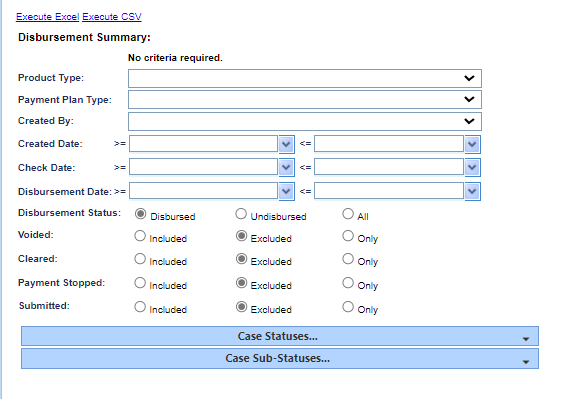 Execute Excel Execute CSV
Disbursement Summary:
No criteria required.
Product Type:
Payment Plan Type:
Created By:
Created Date: >= <=
Check Date: >= <=
Disbursement Date: >= <=
Disbursement Status: Disbursed Undisbursed All
Voided: Included Excluded Only
Cleared: Included Excluded Only
Payment Stopped: Included Excluded Only
Submitted: Included Excluded Only
Case Statuses...
Case Sub-Statuses...